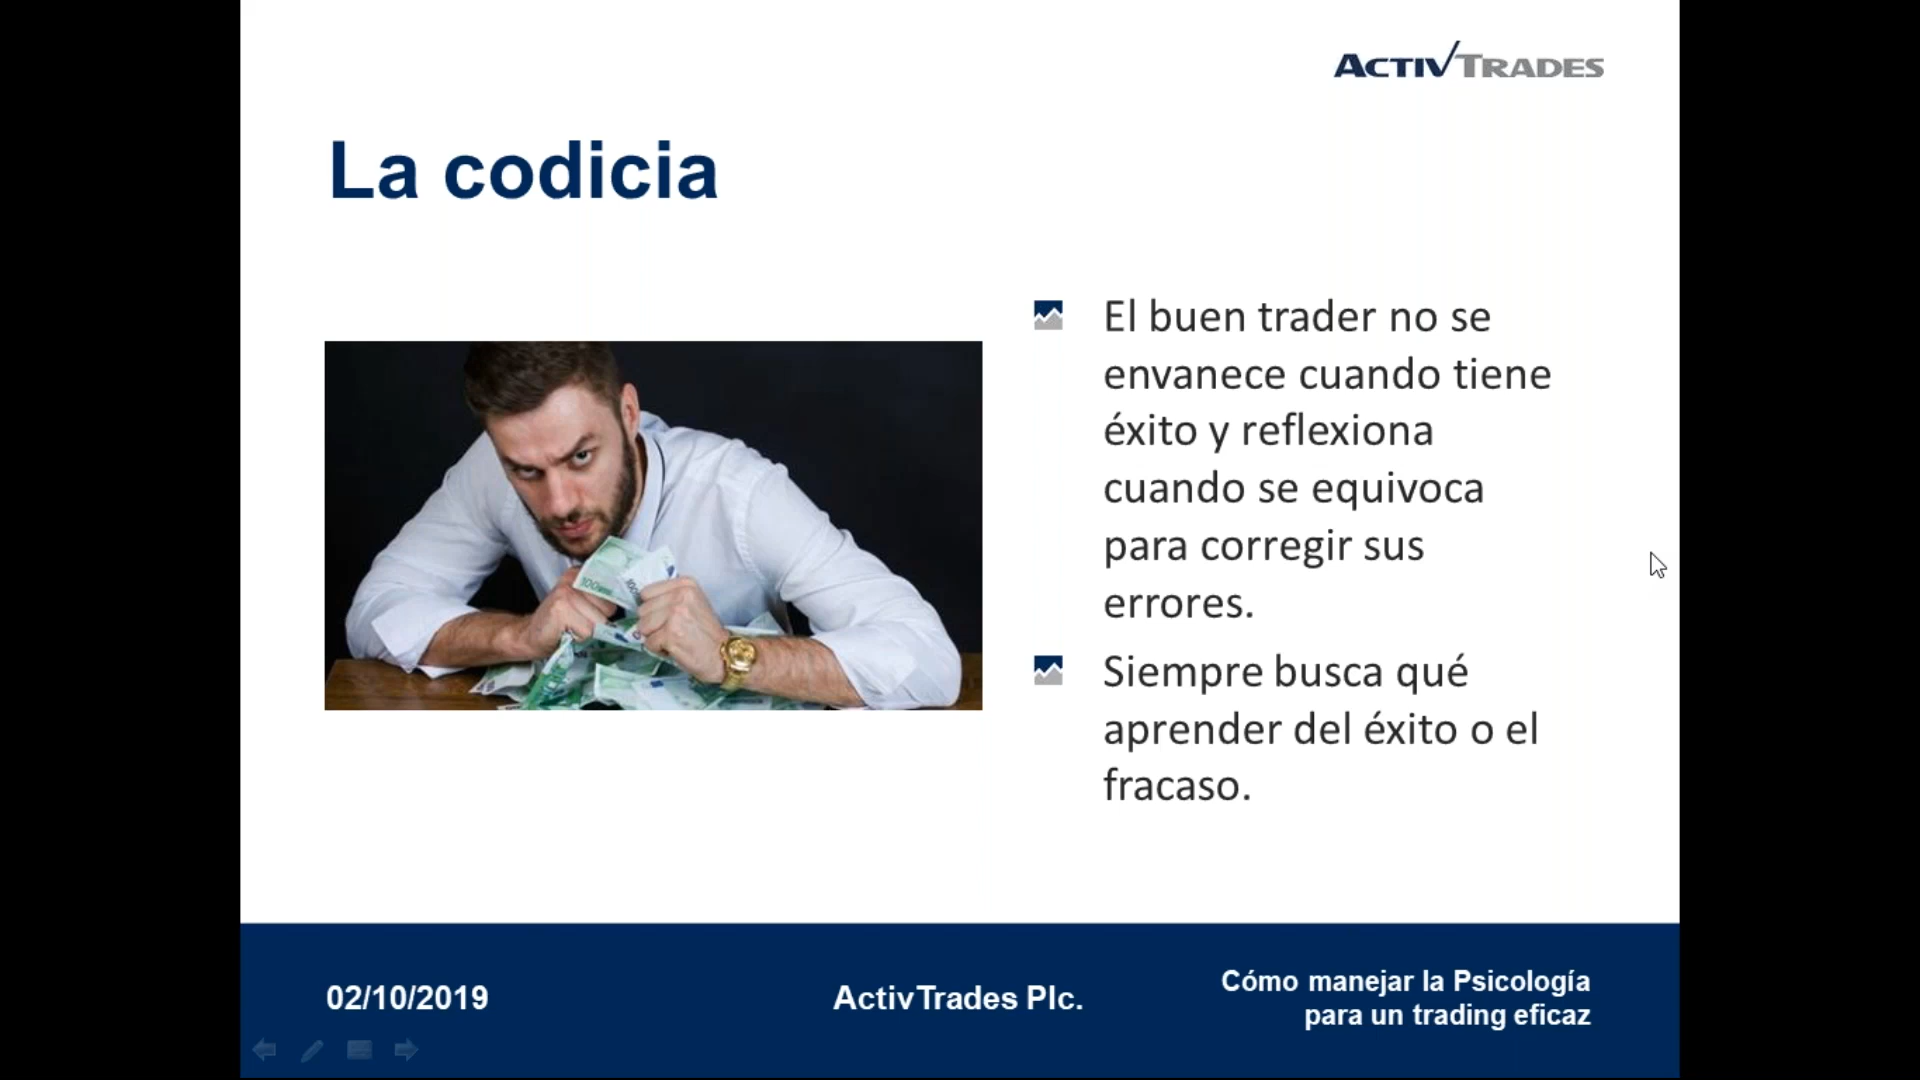 ACTIVTRADES
La codicia
El buen trader no se
envanece cuando tiene
éxito y reflexiona
cuando se equivoca
para corregir sus
errores.
Siempre busca qué
aprender del éxito o el
fracaso.
02/10/2019
ActivTrades Plc.
Cómo manejar la Psicología
para un trading eficaz